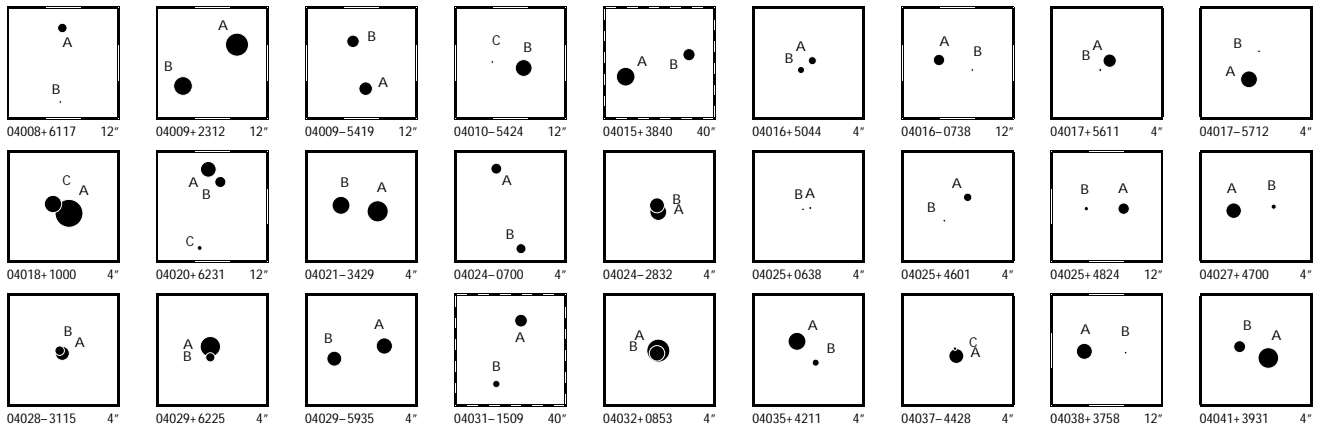 A
B
04008+6117 12″
A
B
04009+2312 12″
B
A
04009−5419 12″
C
B
04010−5424 12″
A
B
04015+3840 40″
A
B
04016+5044 4″
A
B
04016-0738 12″
A
B
04017+5611 4″
B
A
04017−5712 4″
C
A
04018+1000 4″
A
B
C
04020+6231 12″
B A
04021−3429 4″
A
B
04024−0700 4″
B
A
04024−2832 4″
B A
04025+0638 4″
A
B
04025+4601 4″
B A
04025+4824 12″
A B
04027+4700 4″
B
A
04028−3115 4″
A
B
04029+6225 4″
A
B
04029−5935 4″
A
B
04031−1509 40″
A
B
04032+0853 4″
A
B
04035+4211 4″
C
A
04037−4428 4″
A B
04038+3758 12″
B
A
04041+3931 4″